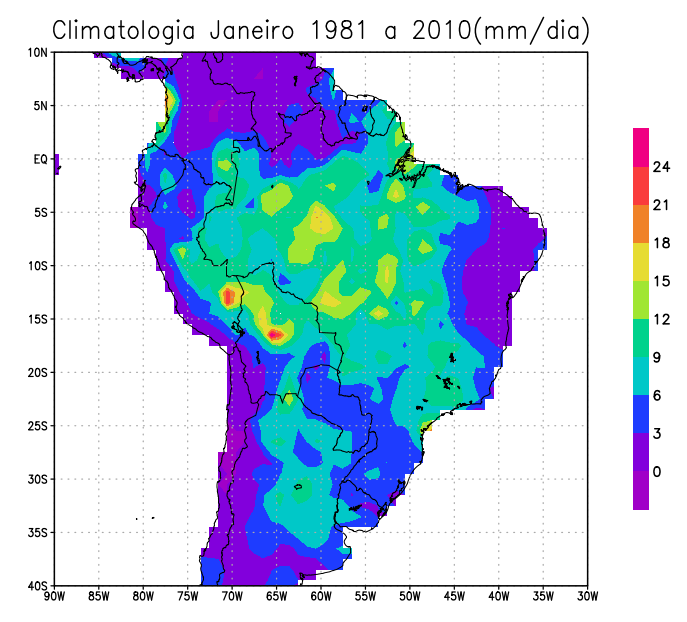 Climatologia Janeiro 1981 a 2010(mm/dia)
10N
5N
EQ
5S
10S
15S
20S
25S
30S
35S
40S
90W 85W 80W 75W 70W 65W 60W 55W 50W 45W 40W 35W 30W
24
21
18
15
12
9
6
3
0